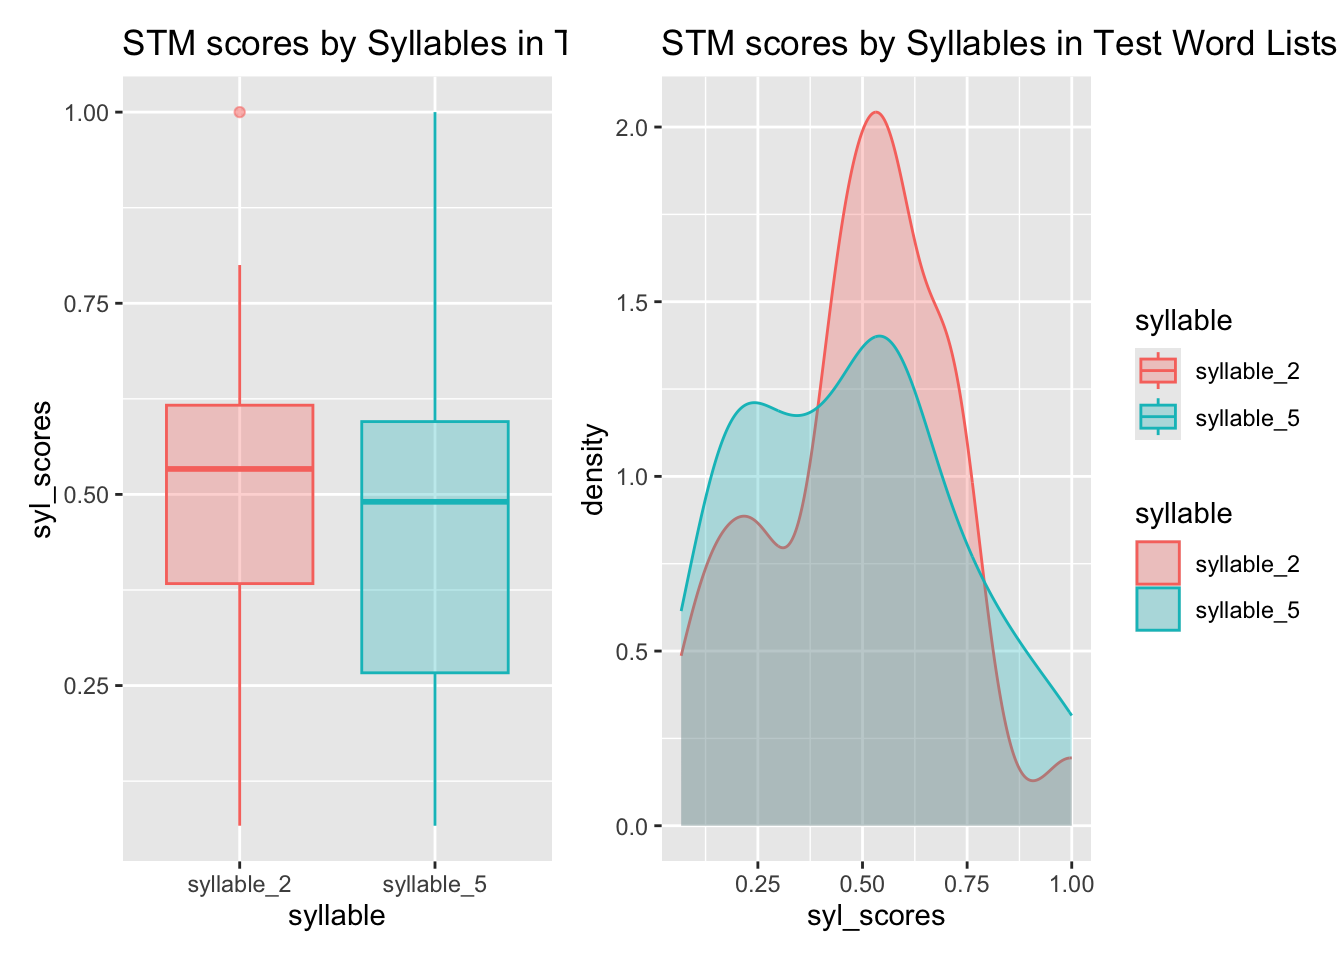 STM scores by Syllables in T
syl_scores
1.00
0.75
0.50
0.25
syllable_2
syllable_5
syllable
STM scores by Syllables in Test Word Lists
density
2.0
1.5
1.0
0.5
0.0
0.25
0.50
0.75
1.00
syl_scores
syllable
syllable_2
syllable_5
syllable
syllable_2
syllable_5